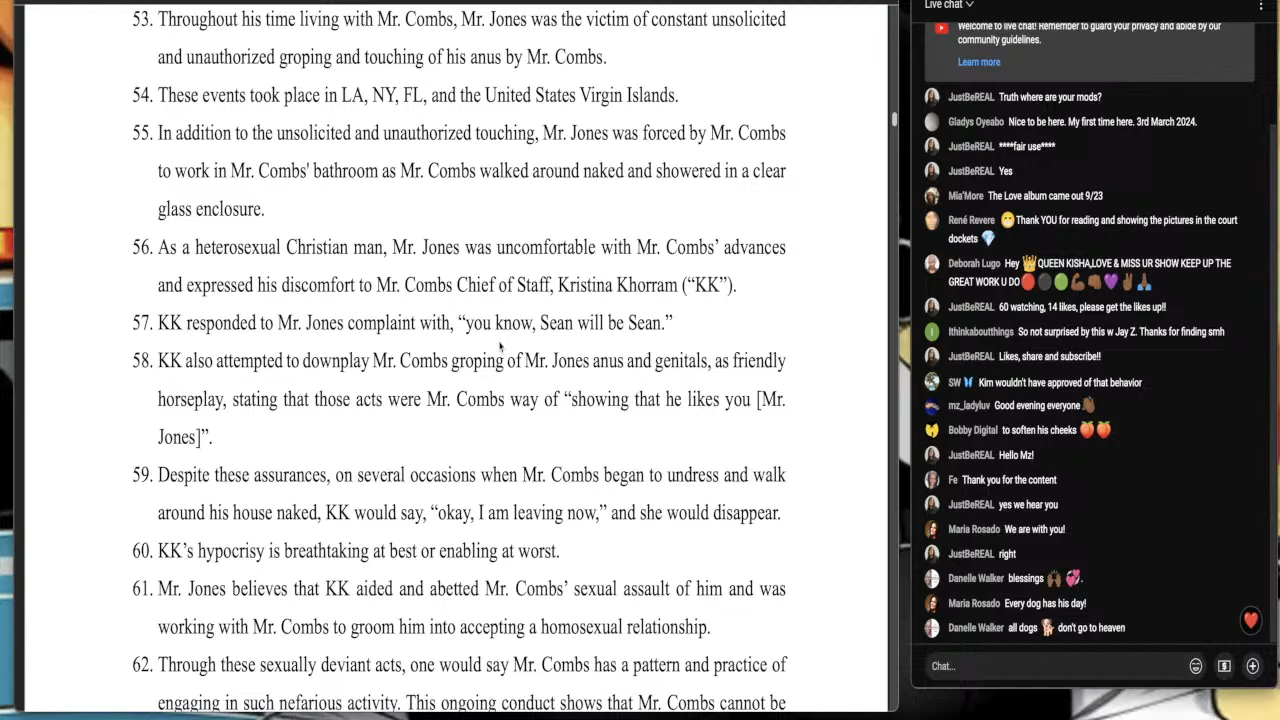 53. Throughout his time living with Mr. Combs, Mr. Jones was the victim of constant unsolicited
and unauthorized groping and touching of his anus by Mr. Combs.
54. These events took place in LA, NY, FL, and the United States Virgin Islands.
55. In addition to the unsolicited and unauthorized touching, Mr. Jones was forced by Mr. Combs
to work in Mr. Combs' bathroom as Mr. Combs walked around naked and showered in a clear
glass enclosure.
56. As a heterosexual Christian man, Mr. Jones was uncomfortable with Mr. Combs’ advances
and expressed his discomfort to Mr. Combs Chief of Staff, Kristina Khorram (“KK”).
57. KK responded to Mr. Jones complaint with, “you know, Sean will be Sean.”
58. KK also attempted to downplay Mr. Combs groping of Mr. Jones anus and genitals, as friendly
horseplay, stating that those acts were Mr. Combs way of “showing that he likes you [Mr.
Jones]”.
59. Despite these assurances, on several occasions when Mr. Combs began to undress and walk
around his house naked, KK would say, “okay, I am leaving now,” and she would disappear.
60. KK’s hypocrisy is breathtaking at best or enabling at worst.
61. Mr. Jones believes that KK aided and abetted Mr. Combs’ sexual assault of him and was
working with Mr. Combs to groom him into accepting a homosexual relationship.
62. Through these sexually deviant acts, one would say Mr. Combs has a pattern and practice of
engaging in such nefarious activity. This ongoing conduct shows that Mr. Combs cannot be
Live chat
Welcome to live chat! Remember to guard your privacy and abide by our
community guidelines.
Learn more
JustBeREAL Truth where are your mods?
Gladys Oyeabo Nice to be here. My first time here. 3rd March 2024.
JustBeREAL ****fair use****
JustBeREAL Yes
Mia’More The Love album came out 9/23
René Revere 😁Thank YOU for reading and showing the pictures in the court
dockets 💎
Deborah Lugo Hey 👑QUEEN KISHA,LOVE & MISS UR SHOW KEEP UP THE
GREAT WORK U DO🔴⚫🟢💪🏾👊🏾💜✌🏾🙏🏾
JustBeREAL 60 watching, 14 likes, please get the likes up!!
Ithinkaboutthings So not surprised by this w Jay Z. Thanks for finding smh
JustBeREAL Likes, share and subscribe!!
SW 🦋 Kim wouldn't have approved of that behavior
mz_ladyluv Good evening everyone👋🏾
Bobby Digital to soften his cheeks 🍑🍑
JustBeREAL Hello Mz!
Fe Thank you for the content
JustBeREAL yes we hear you
Maria Rosado We are with you!
JustBeREAL right
Danelle Walker blessings 🙌🏾 💞.
Maria Rosado Every dog has his day!
Danelle Walker all dogs 🐕 don't go to heaven
Chat...